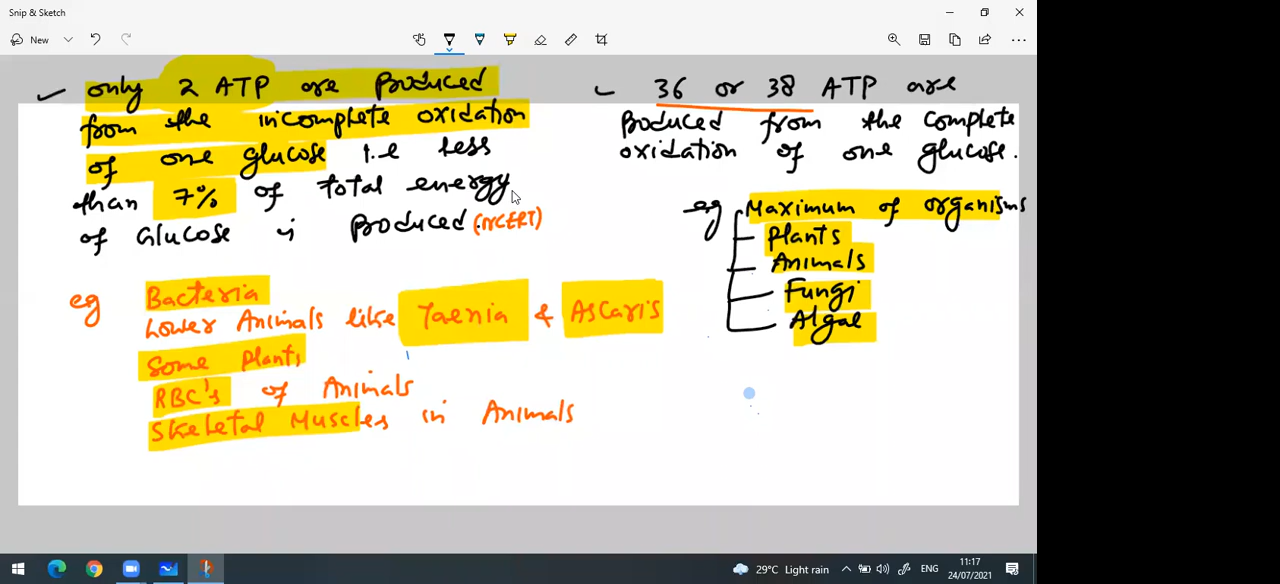 Snip & Sketch
New
only 2 ATP are Produced
from the incomplete oxidation
of one glucose i.e less
than 7% of total energy
of Glucose is Produced (NCERT)
eg Bacteria
Lower Animals like Taenia & Ascaris
Some Plants
RBC's of Animals
Skeletal Muscles in Animals
36 or 38 ATP are
Produced from the complete
oxidation of one glucose.
eg Maximum of organisms
Plants
Animals
Fungi
Algae
29°C Light rain
ENG
11:17
24/07/2021